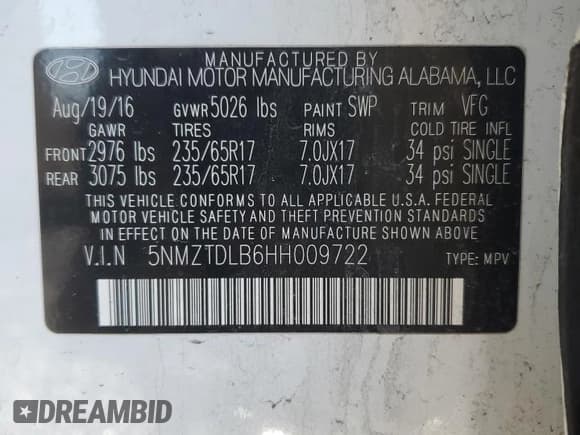 MANUFACTURED BY
HYUNDAI MOTOR MANUFACTURING ALABAMA, LLC
Aug/19/16 GVWR 5026 lbs PAINT SWP TRIM VFG
GAWR TIRES RIMS COLD TIRE INFL
FRONT 2976 lbs 235/65R17 7.0JX17 34 psi SINGLE
REAR 3075 lbs 235/65R17 7.0JX17 34 psi SINGLE
THIS VEHICLE CONFORMS TO ALL APPLICABLE U.S.A. FEDERAL
MOTOR VEHICLE SAFETY AND THEFT PREVENTION STANDARDS
IN EFFECT ON THE DATE OF MANUFACTURE SHOWN ABOVE.
V.I.N 5NMZTDLB6HH009722 TYPE: MPV
DREAMBID